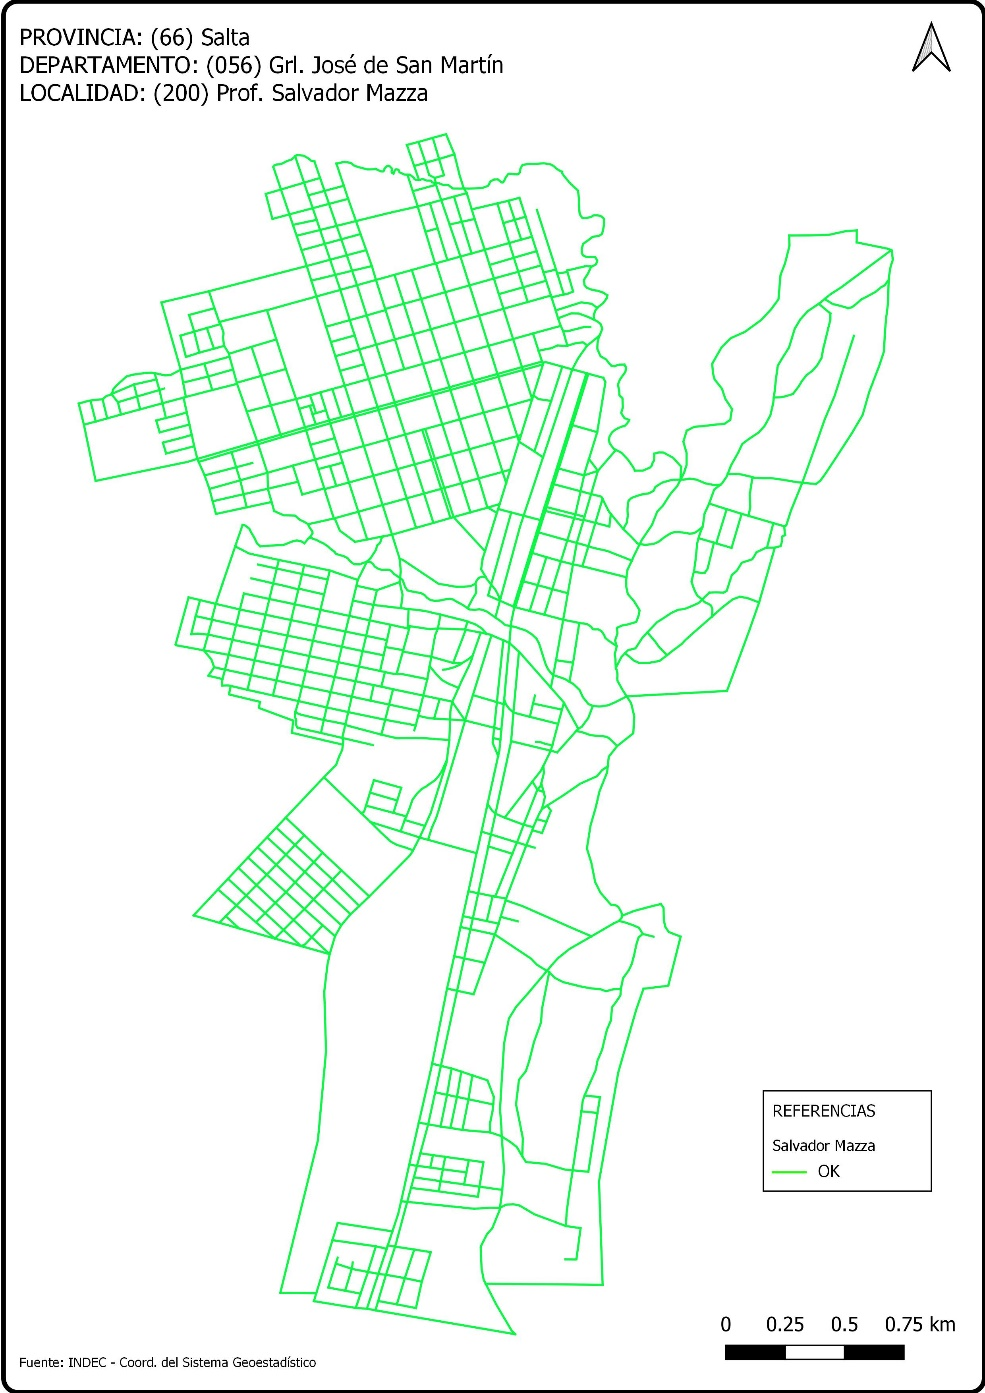 PROVINCIA: (66) Salta
DEPARTAMENTO: (056) Grl. José de San Martín
LOCALIDAD: (200) Prof. Salvador Mazza
REFERENCIAS
Salvador Mazza
OK
0 0.25 0.5 0.75 km
Fuente: INDEC - Coord. del Sistema Geoestadístico